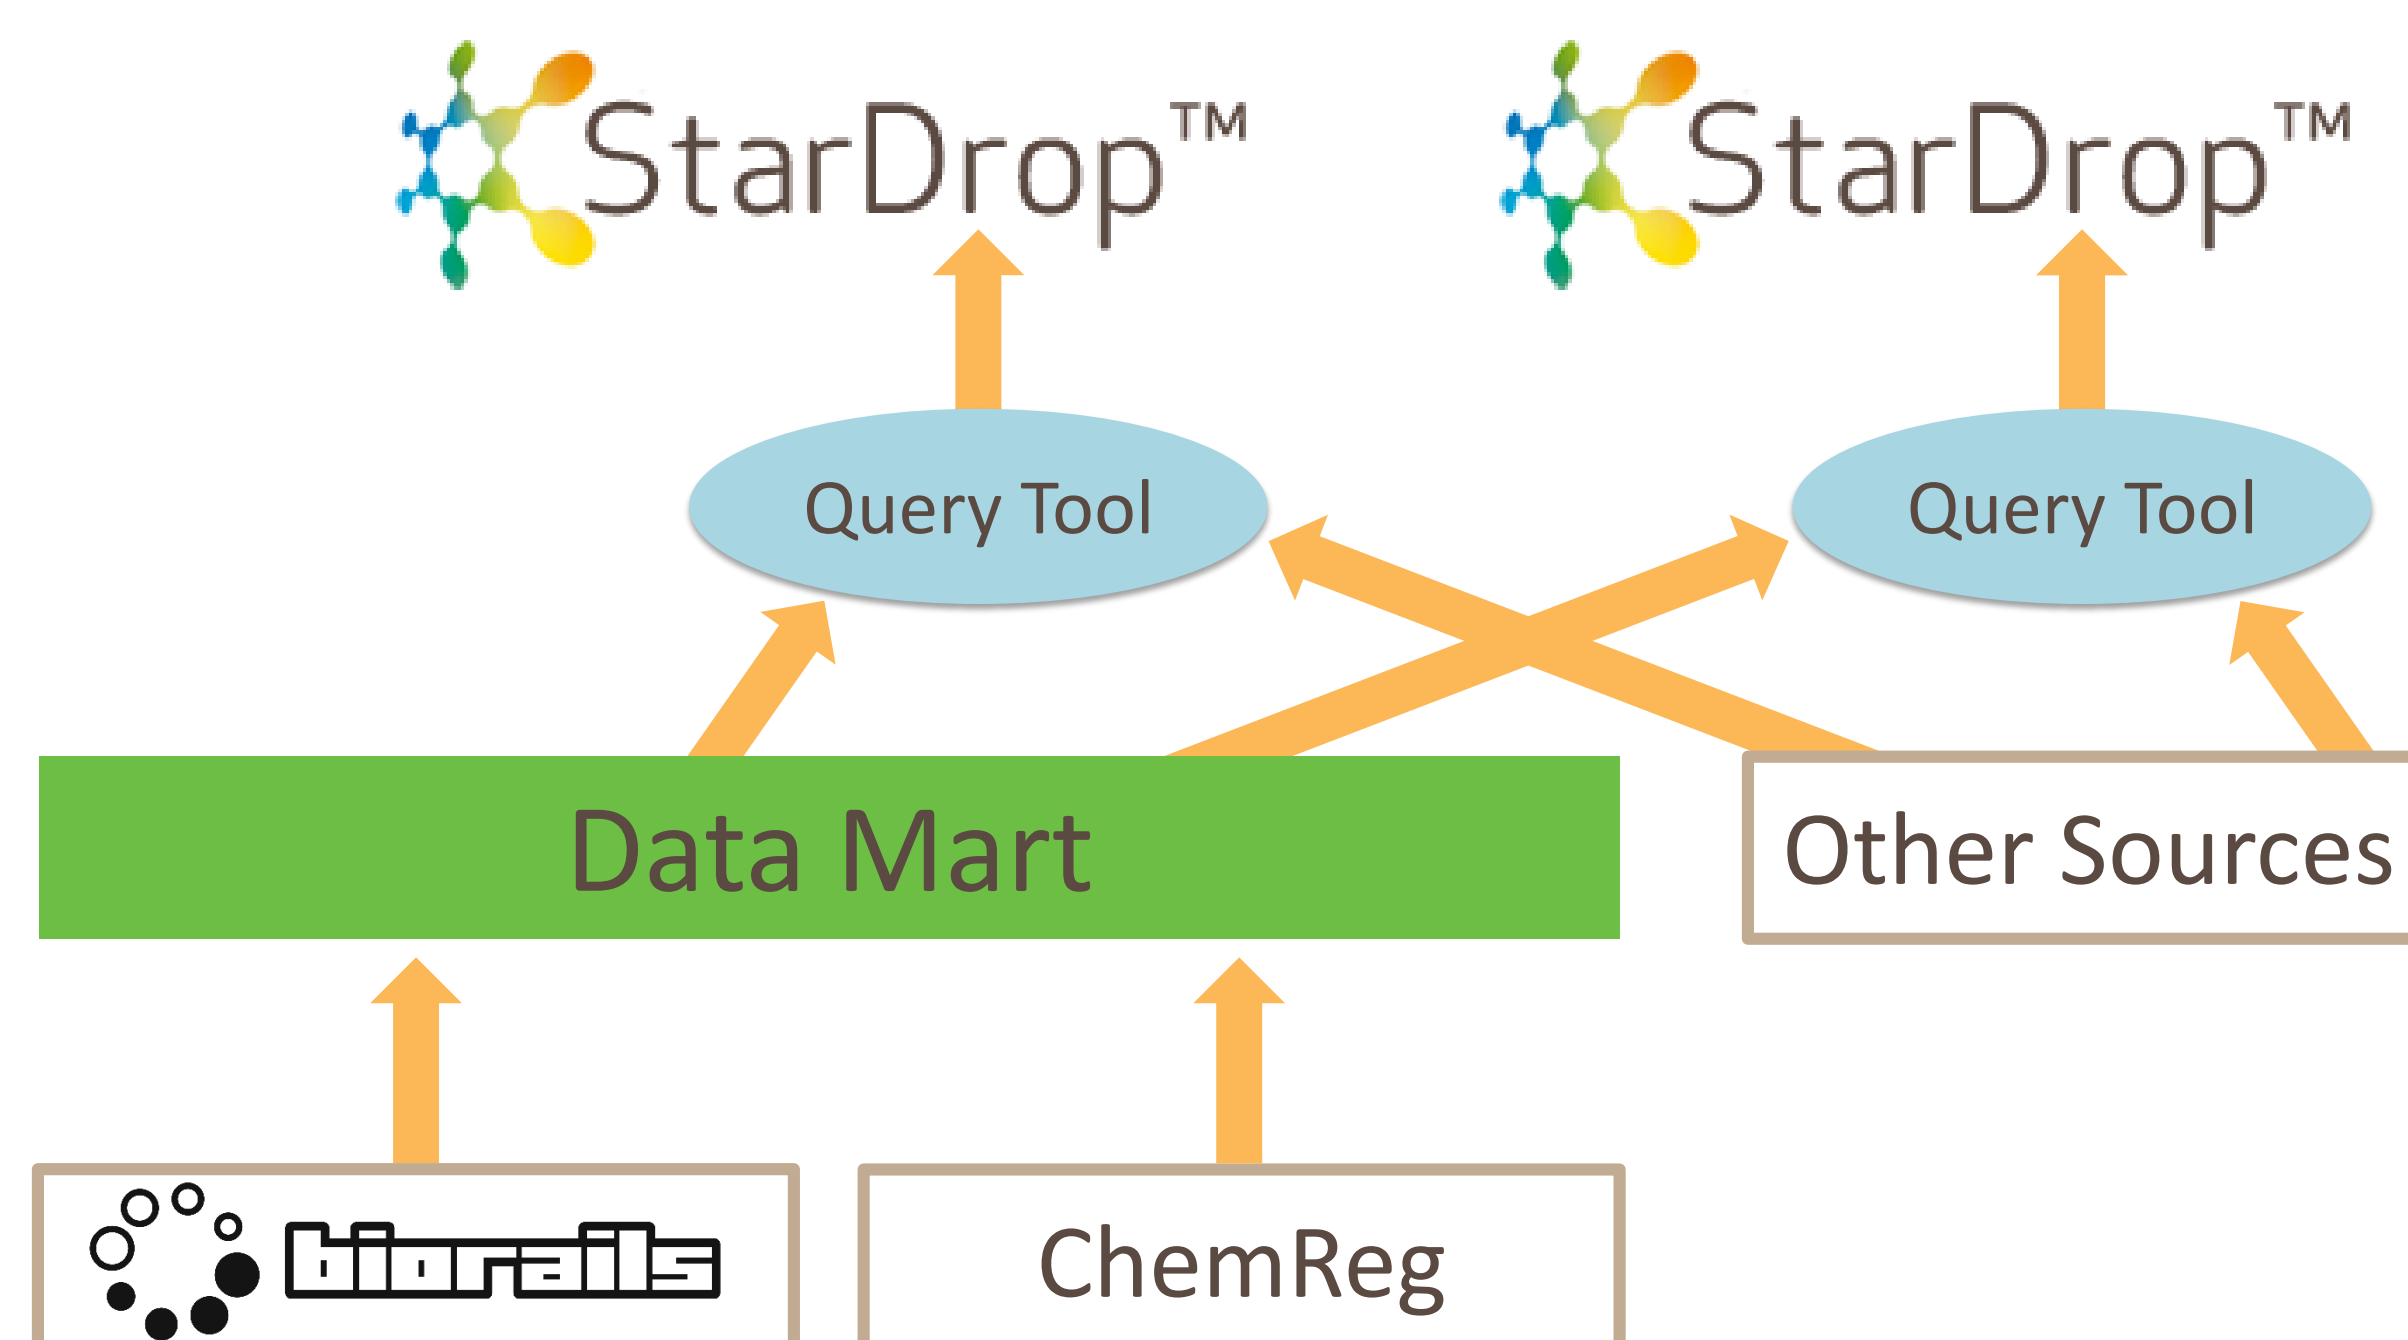 StarDrop™
StarDrop™
Query Tool
Query Tool
Data Mart
Other Sources
biorails
ChemReg